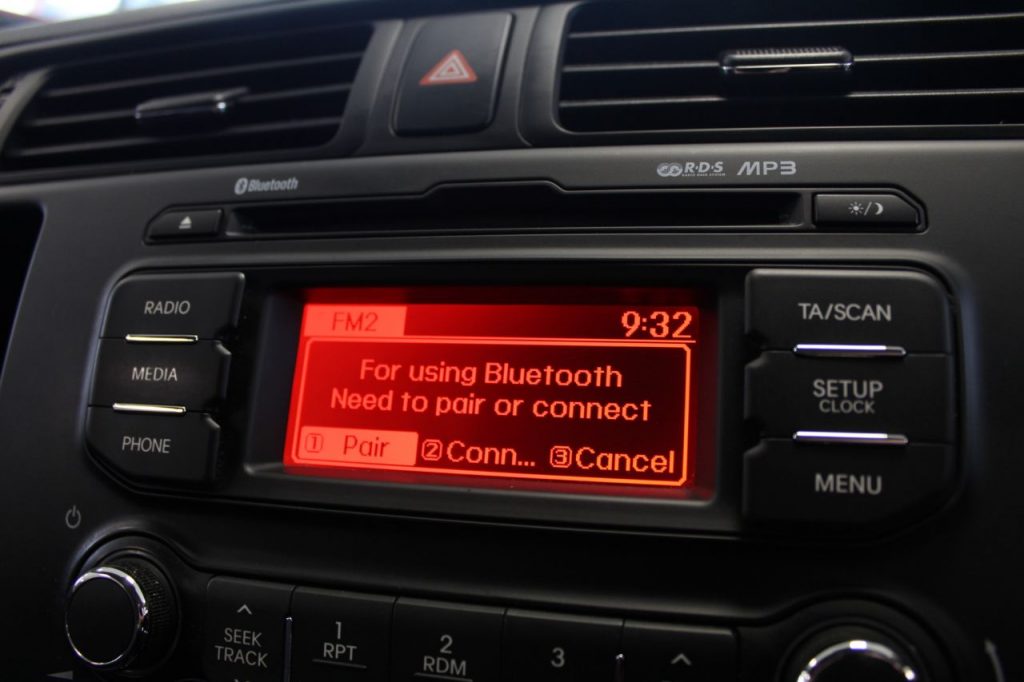 Bluetooth
R·D·S
MP3
RADIO
MEDIA
PHONE
FM2
9:32
For using Bluetooth
Need to pair or connect
1 Pair 2 Conn... 3 Cancel
TA/SCAN
SETUP
CLOCK
MENU
SEEK
TRACK
1
RPT
2
RDM
3